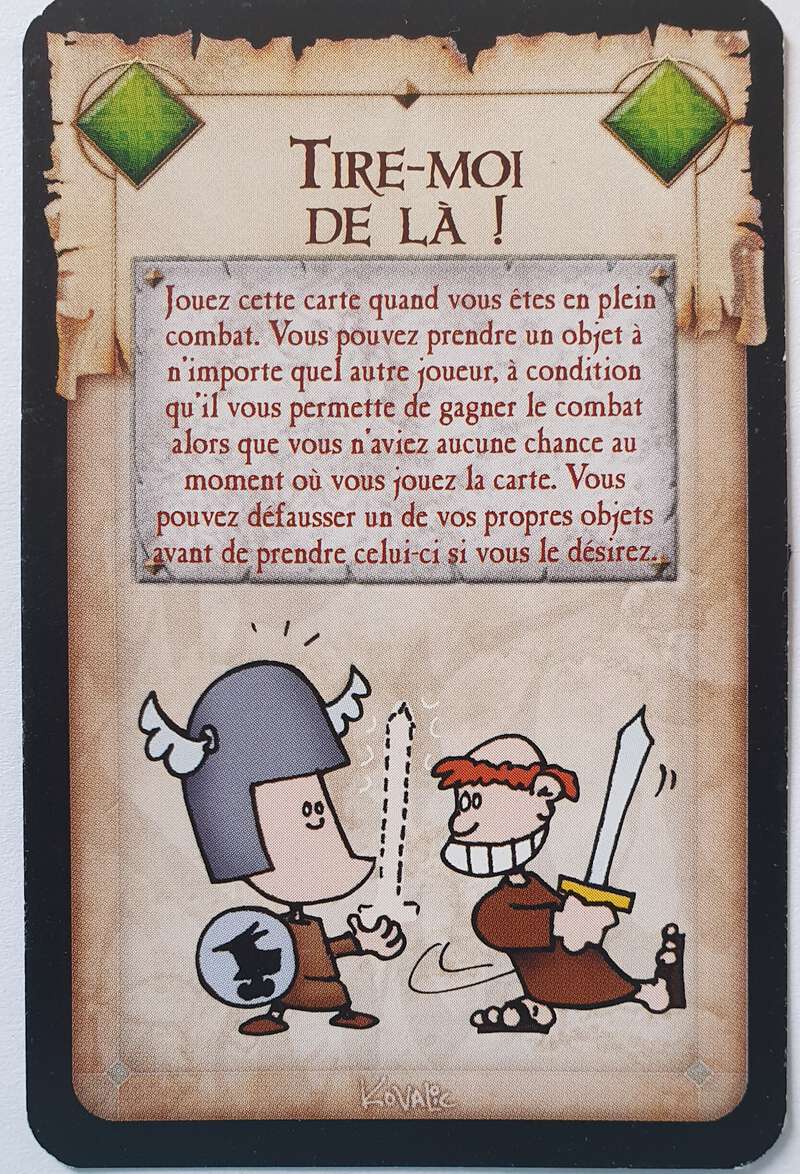 Tire-moi
de là !
Jouez cette carte quand vous êtes en plein
combat. Vous pouvez prendre un objet à
n'importe quel autre joueur, à condition
qu'il vous permette de gagner le combat
alors que vous n'aviez aucune chance au
moment où vous jouez la carte. Vous
pouvez défausser un de vos propres objets
avant de prendre celui-ci si vous le désirez.
Kovalic